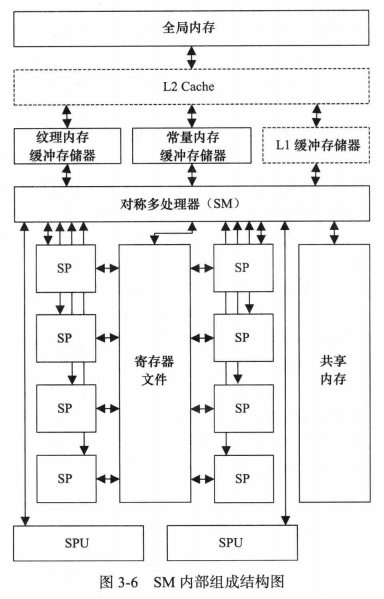 全局内存
L2 Cache
纹理内存
缓冲存储器
常量内存
缓冲存储器
L1 缓冲存储器
对称多处理器（SM）
SP
SP
SP
SP
寄存器
文件
SP
SP
SP
SP
共享
内存
SPU
SPU
图 3-6 SM 内部组成结构图